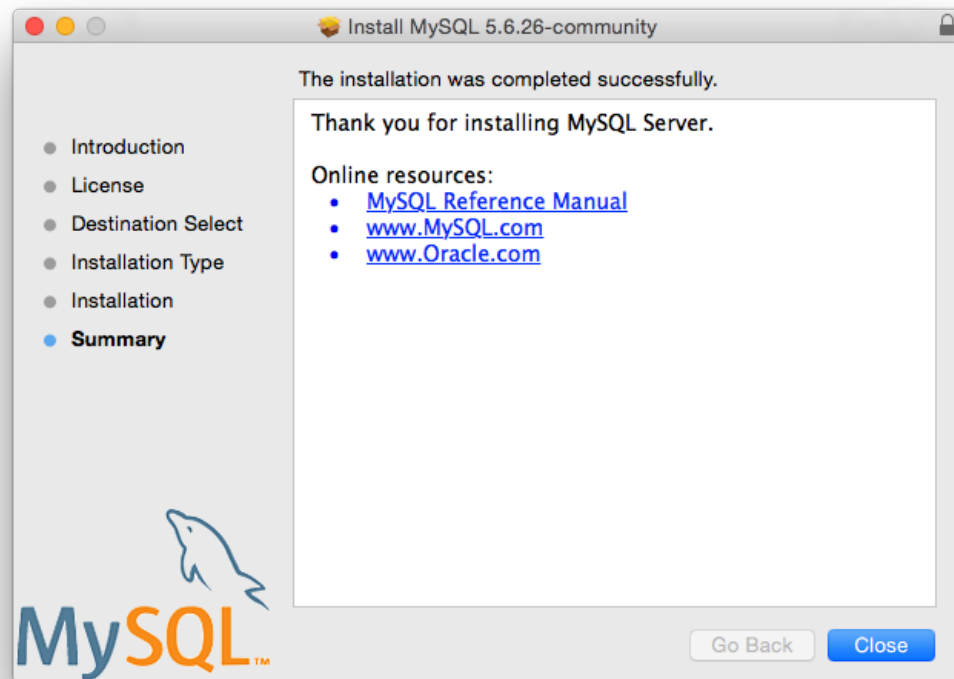 Install MySQL 5.6.26-community
The installation was completed successfully.
Introduction
License
Destination Select
Installation Type
Installation
Summary
Thank you for installing MySQL Server.
Online resources:
• MySQL Reference Manual
• www.MySQL.com
• www.Oracle.com
MySQL™
Go Back
Close